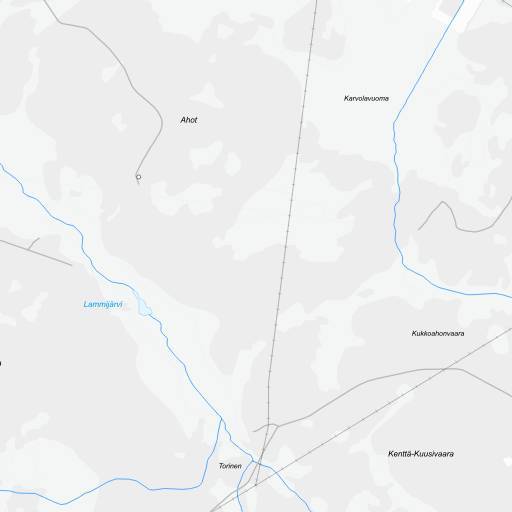 Karvolavuoma
Ahot
Lammijärvi
Kukkoahonvaara
Kenttä-Kuusivaara
Torinen